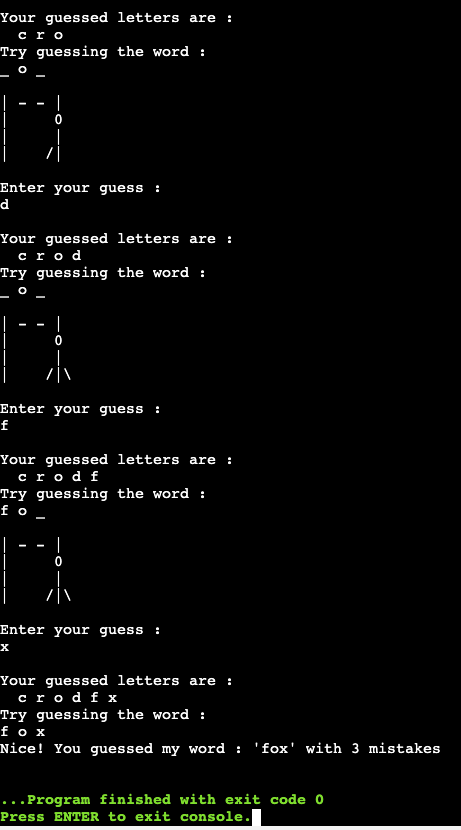 Your guessed letters are :
  c r o
Try guessing the word :
_ o _
| - - |
|     0
|     |
|    /|
Enter your guess :
d
Your guessed letters are :
  c r o d
Try guessing the word :
_ o _
| - - |
|     0
|     |
|    /|\
Enter your guess :
f
Your guessed letters are :
  c r o d f
Try guessing the word :
f o _
| - - |
|     0
|     |
|    /|\
Enter your guess :
x
Your guessed letters are :
  c r o d f x
Try guessing the word :
f o x
Nice! You guessed my word : 'fox' with 3 mistakes
...Program finished with exit code 0
Press ENTER to exit console.